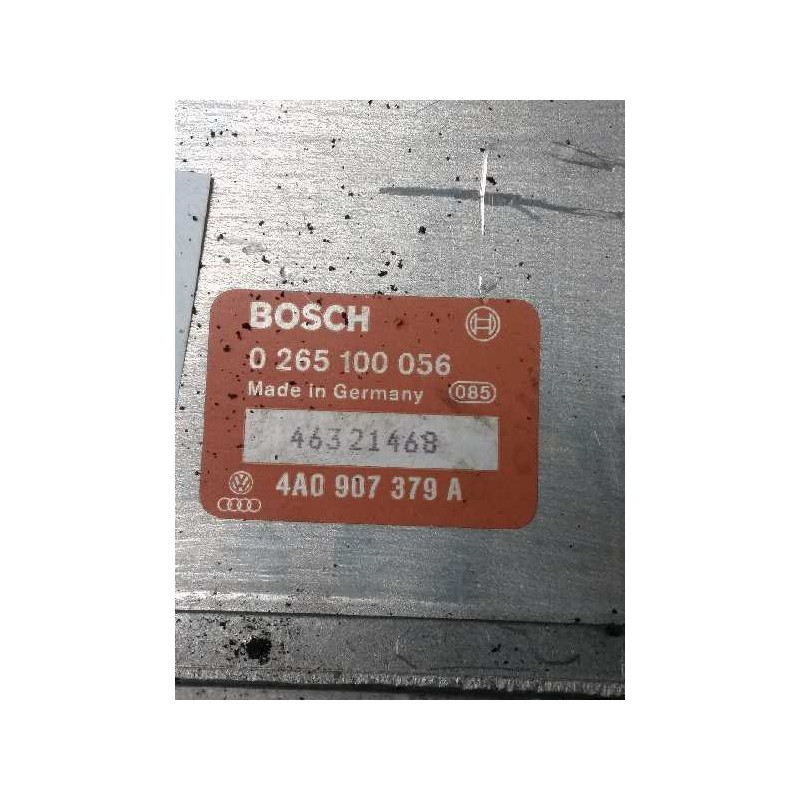 BOSCH
0 265 100 056
Made in Germany 085
46321468
4A0 907 379 A